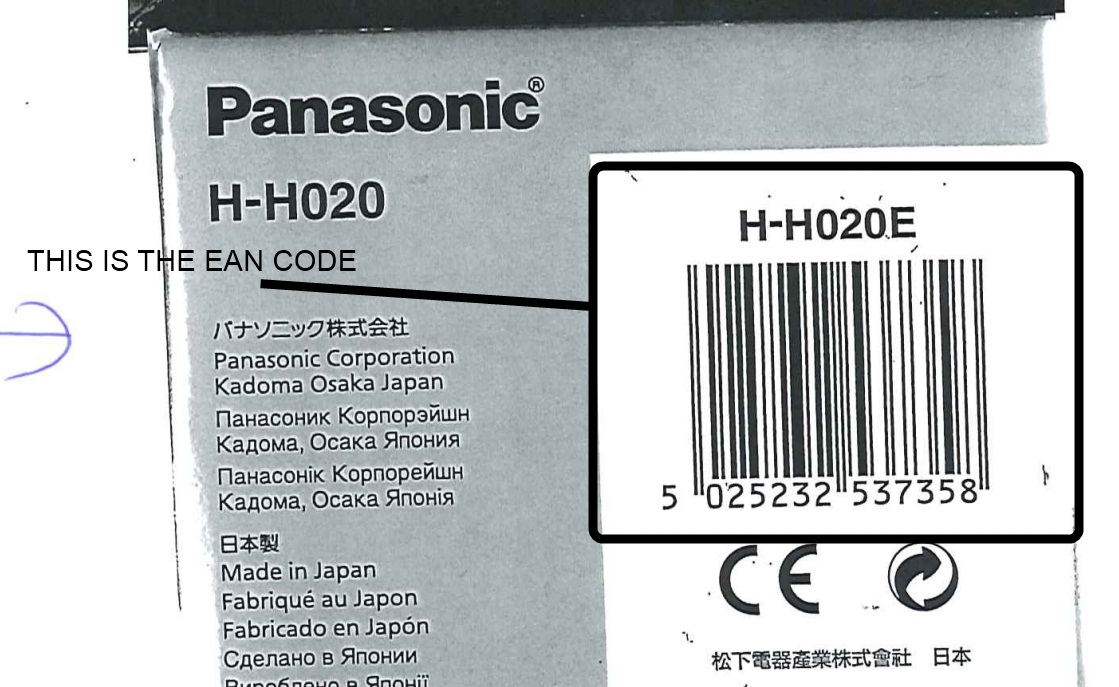 Panasonic®
H-H020
THIS IS THE EAN CODE
パナソニック株式会社
Panasonic Corporation
Kadoma Osaka Japan
Панасоник Корпорэйшн
Кадома, Осака Япония
Панасонік Корпорейшн
Кадома, Осака Японія
日本製
Made in Japan
Fabriqué au Japon
Fabricado en Japón
Сделано в Японии
Вироблено в Японії
H-H020E
5 025232 537358
CE
松下電器產業株式會社 日本